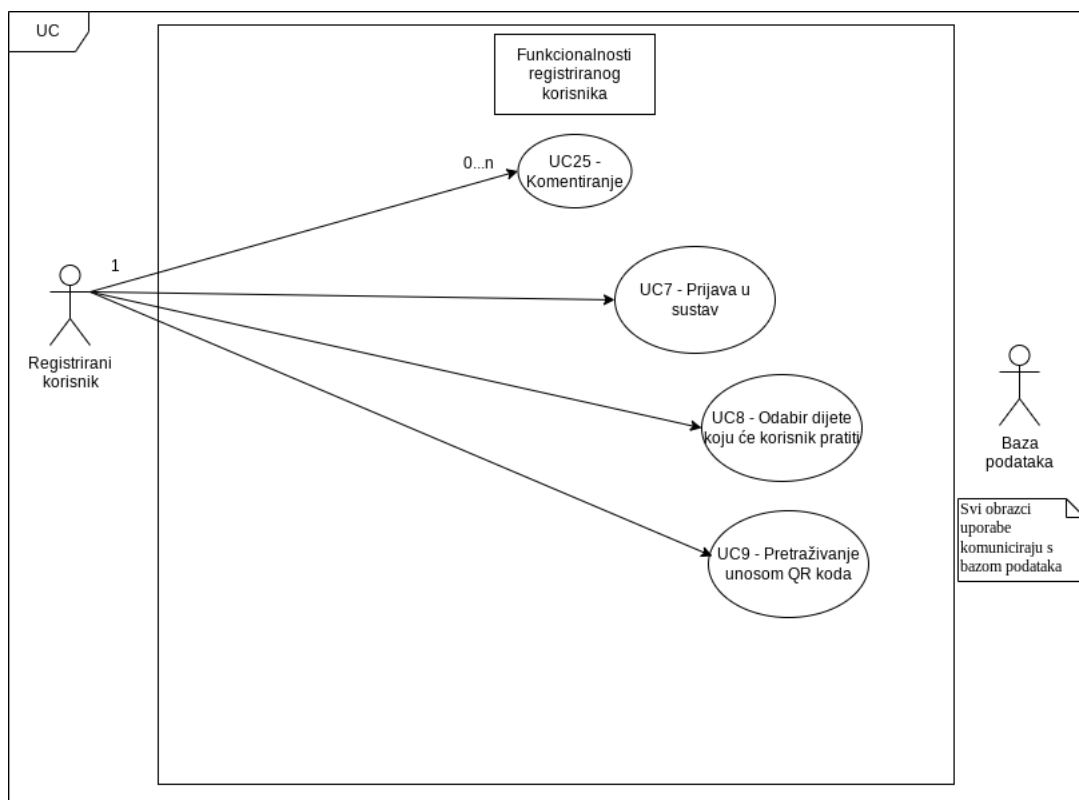 UC
Funkcionalnosti
registriranog
korisnika
0...n
UC25 -
Komentiranje
1
UC7 - Prijava u
sustav
Registrirani
korisnik
UC8 - Odabir dijete
koju će korisnik pratiti
Baza
podataka
Svi obrazci
uporabe
komuniciraju s
bazom podataka
UC9 - Pretraživanje
unosom QR koda